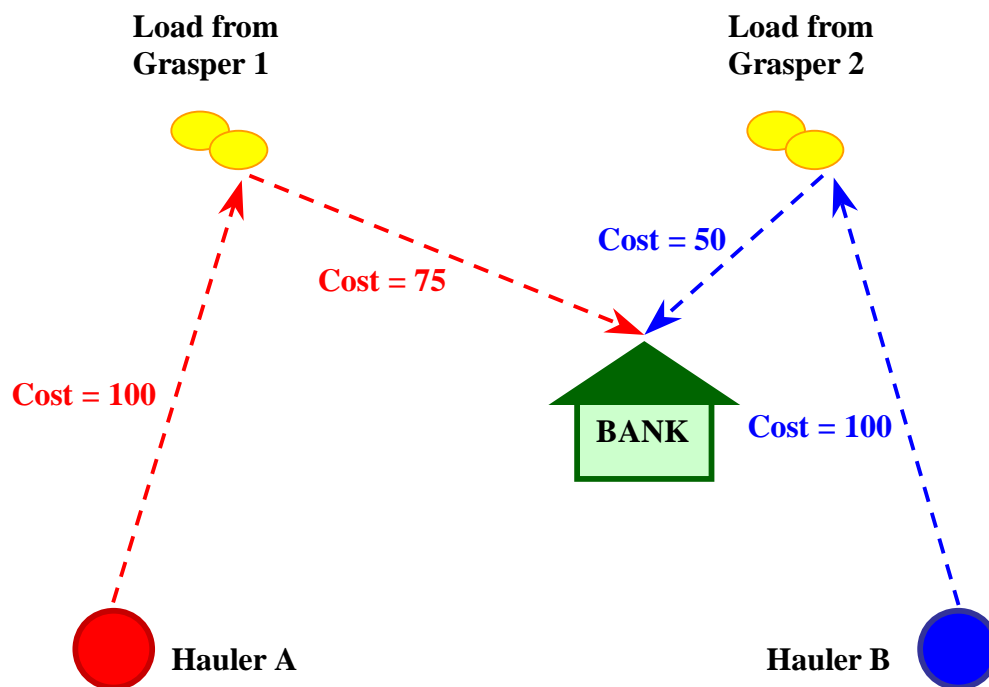 Load from
Grasper 1
Load from
Grasper 2
Cost = 50
Cost = 75
Cost = 100
BANK
Cost = 100
Hauler A
Hauler B